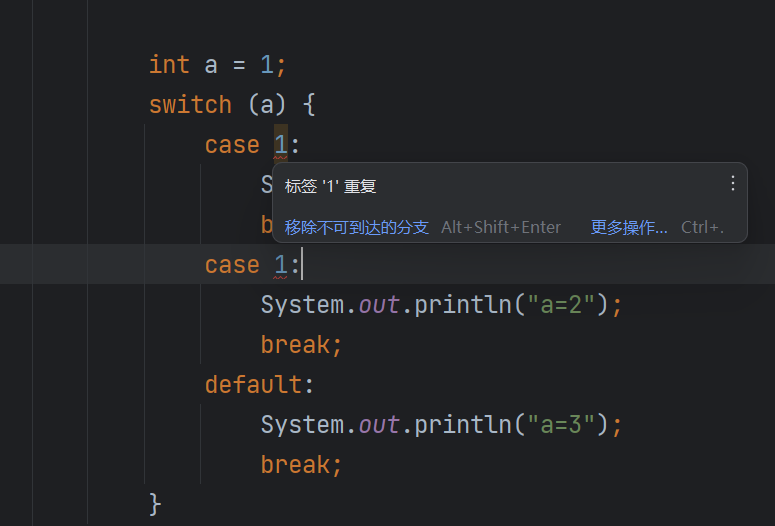 int a = 1;
switch (a) {
case 1:
标签 '1' 重复
移除不可到达的分支 Alt+Shift+Enter 更多操作... Ctrl+.
case 1:
System.out.println("a=2");
break;
default:
System.out.println("a=3");
break;
}